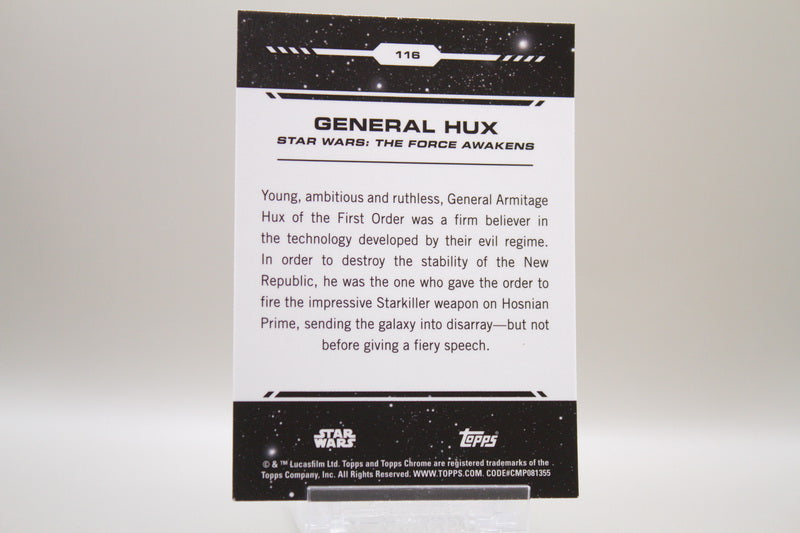 116
GENERAL HUX
STAR WARS: THE FORCE AWAKENS
Young, ambitious and ruthless, General Armitage
Hux of the First Order was a firm believer in
the technology developed by their evil regime.
In order to destroy the stability of the New
Republic, he was the one who gave the order to
fire the impressive Starkiller weapon on Hosnian
Prime, sending the galaxy into disarray—but not
before giving a fiery speech.
STAR WARS
Topps
© & ™ Lucasfilm Ltd. Topps and Topps Chrome are registered trademarks of the
Topps Company, Inc. All Rights Reserved. WWW.TOPPS.COM. CODE#CMP081355